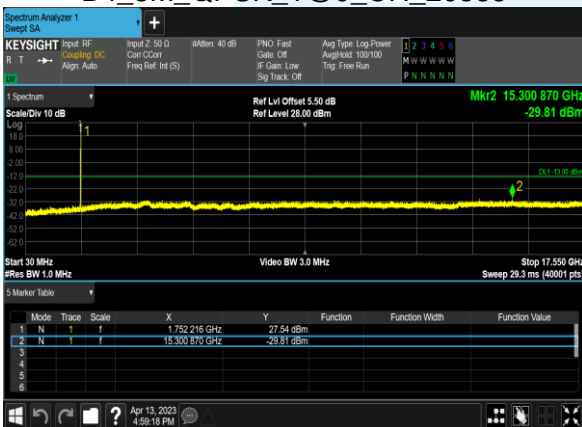 Spectrum Analyzer 1
Swept SA
+
KEYSIGHT Input: RF Input Z: 50 Ω #Atten: 40 dB PNO: Fast Avg Type: Log-Power 1 2 3 4 5 6
R T Coupling: DC Corr CCorr Gate: Off Avg|Hold: 100/100 M W W W W W
Align: Auto Freq Ref: Int (S) IF Gain: Low Trig: Free Run P N N N N N
LW Sig Track: Off
1 Spectrum Ref Lvl Offset 5.50 dB Mkr2 15.300 870 GHz
Scale/Div 10 dB Ref Level 28.00 dBm -29.81 dBm
Log
18.0 1
8.00
-2.00
-12.0 DL1 -13.00 dBm
-22.0 2
-32.0
-42.0
-52.0
-62.0
Start 30 MHz Video BW 3.0 MHz Stop 17.550 GHz
#Res BW 1.0 MHz Sweep 29.3 ms (40001 pts
5 Marker Table
Mode Trace Scale X Y Function Function Width Function Value
1 N 1 f 1.752 216 GHz 27.54 dBm
2 N 1 f 15.300 870 GHz -29.81 dBm
3
4
5
6
? Apr 13, 2023
4:59:18 PM